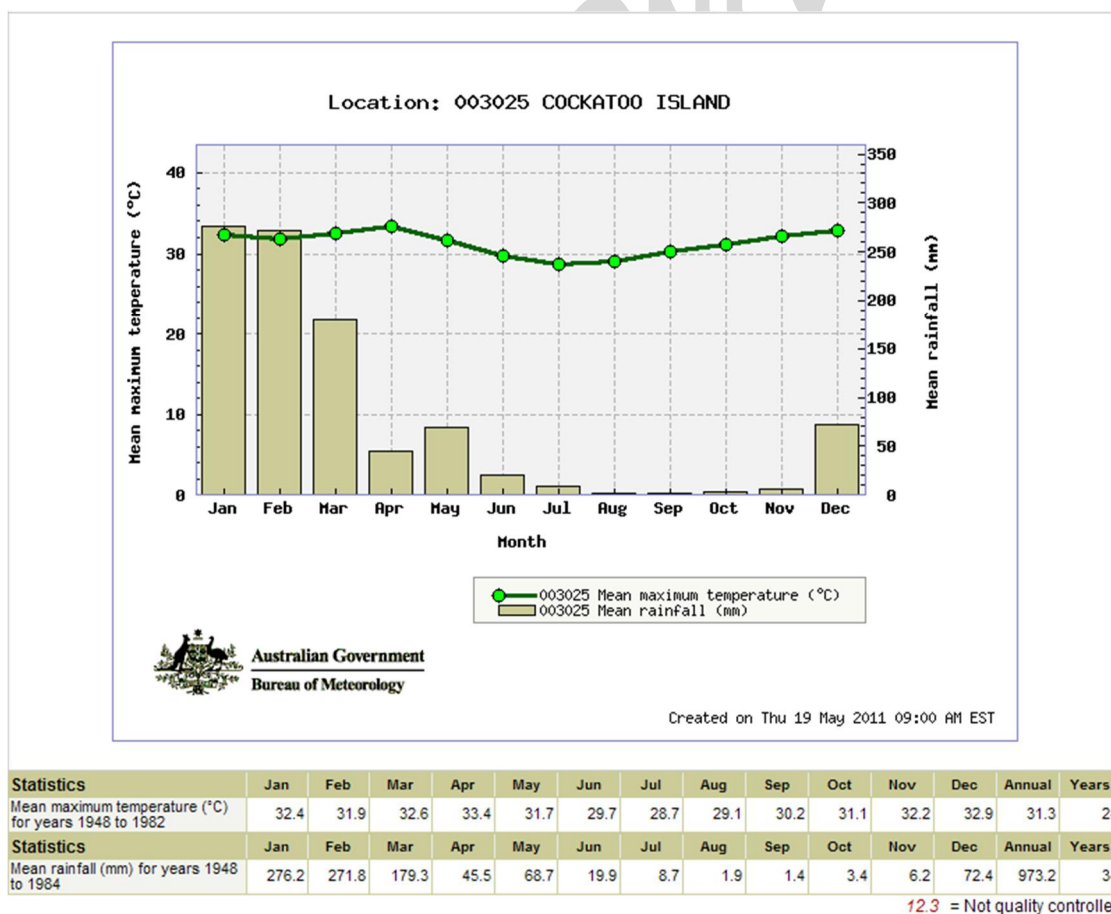 ONLY
Location: 003025 COCKATOO ISLAND
Mean maximum temperature (°C)
40
30
20
10
0
350
300
250
200
150
100
50
0
Mean rainfall (mm)
Jan Feb Mar Apr May Jun Jul Aug Sep Oct Nov Dec
Month
003025 Mean maximum temperature (°C)
003025 Mean rainfall (mm)
Australian Government
Bureau of Meteorology
Created on Thu 19 May 2011 09:00 AM EST
Statistics Jan Feb Mar Apr May Jun Jul Aug Sep Oct Nov Dec Annual Years
Mean maximum temperature (°C)
for years 1948 to 1982 32.4 31.9 32.6 33.4 31.7 29.7 28.7 29.1 30.2 31.1 32.2 32.9 31.3 2
Statistics Jan Feb Mar Apr May Jun Jul Aug Sep Oct Nov Dec Annual Years
Mean rainfall (mm) for years 1948
to 1984 276.2 271.8 179.3 45.5 68.7 19.9 8.7 1.9 1.4 3.4 6.2 72.4 973.2 3
12.3 = Not quality controlle